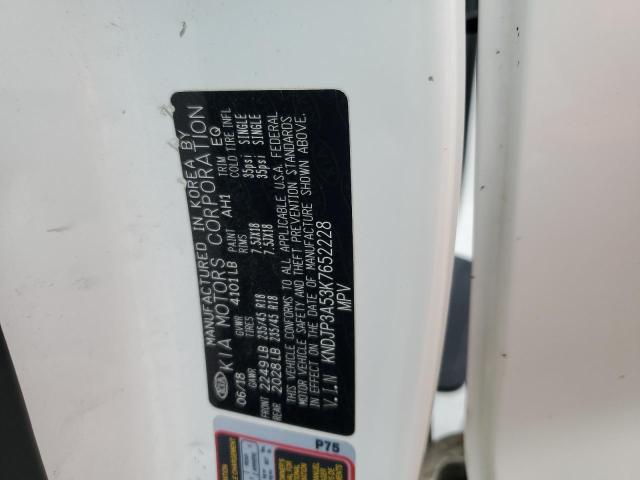 MANUFACTURED IN KOREA BY
KIA MOTORS CORPORATION
06/18 GVWR 4101LB PAINT AH1 TRIM EQ
GAWR TIRES RIMS COLD TIRE INFL
FRONT 2249LB 235/45 R18 7.5JX18 35psi SINGLE
REAR 2028LB 235/45 R18 7.5JX18 35psi SINGLE
THIS VEHICLE CONFORMS TO ALL APPLICABLE U.S.A. FEDERAL
MOTOR VEHICLE SAFETY AND THEFT PREVENTION STANDARDS
IN EFFECT ON THE DATE OF MANUFACTURE SHOWN ABOVE.
V.I.N KNDJP3A53K7652228
MPV
P75